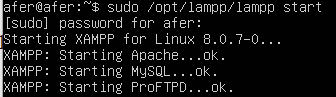 afer@afer:~$ sudo /opt/lampp/lampp start
[sudo] password for afer:
Starting XAMPP for Linux 8.0.7-0...
XAMPP: Starting Apache...ok.
XAMPP: Starting MySQL...ok.
XAMPP: Starting ProFTPD...ok.